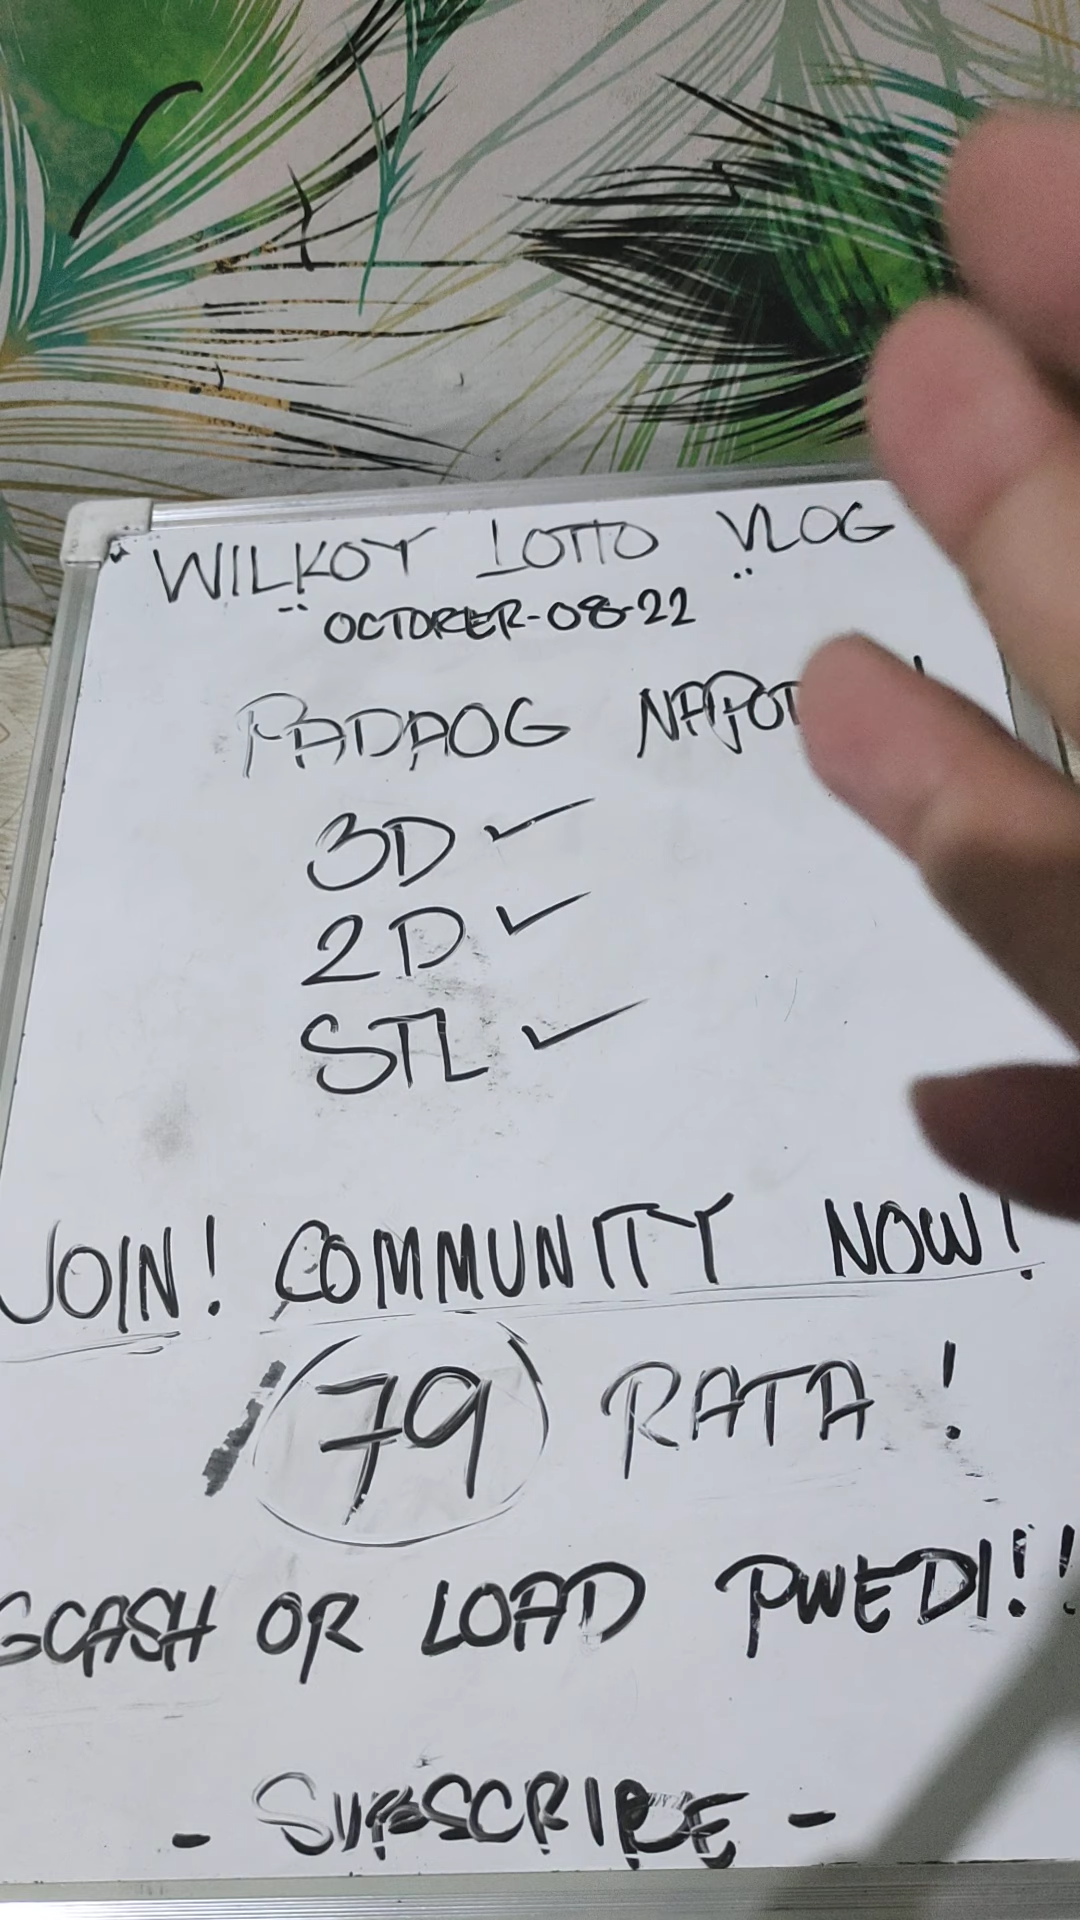 WILKOY LOTTO VLOG
OCTOBER-08-22
PADAOG
3D ✓
2D ✓
STL ✓
JOIN! COMMUNITY NOW!
79 RATA!
GCASH OR LOAD PWEDI!!
- SUBSCRIBE -